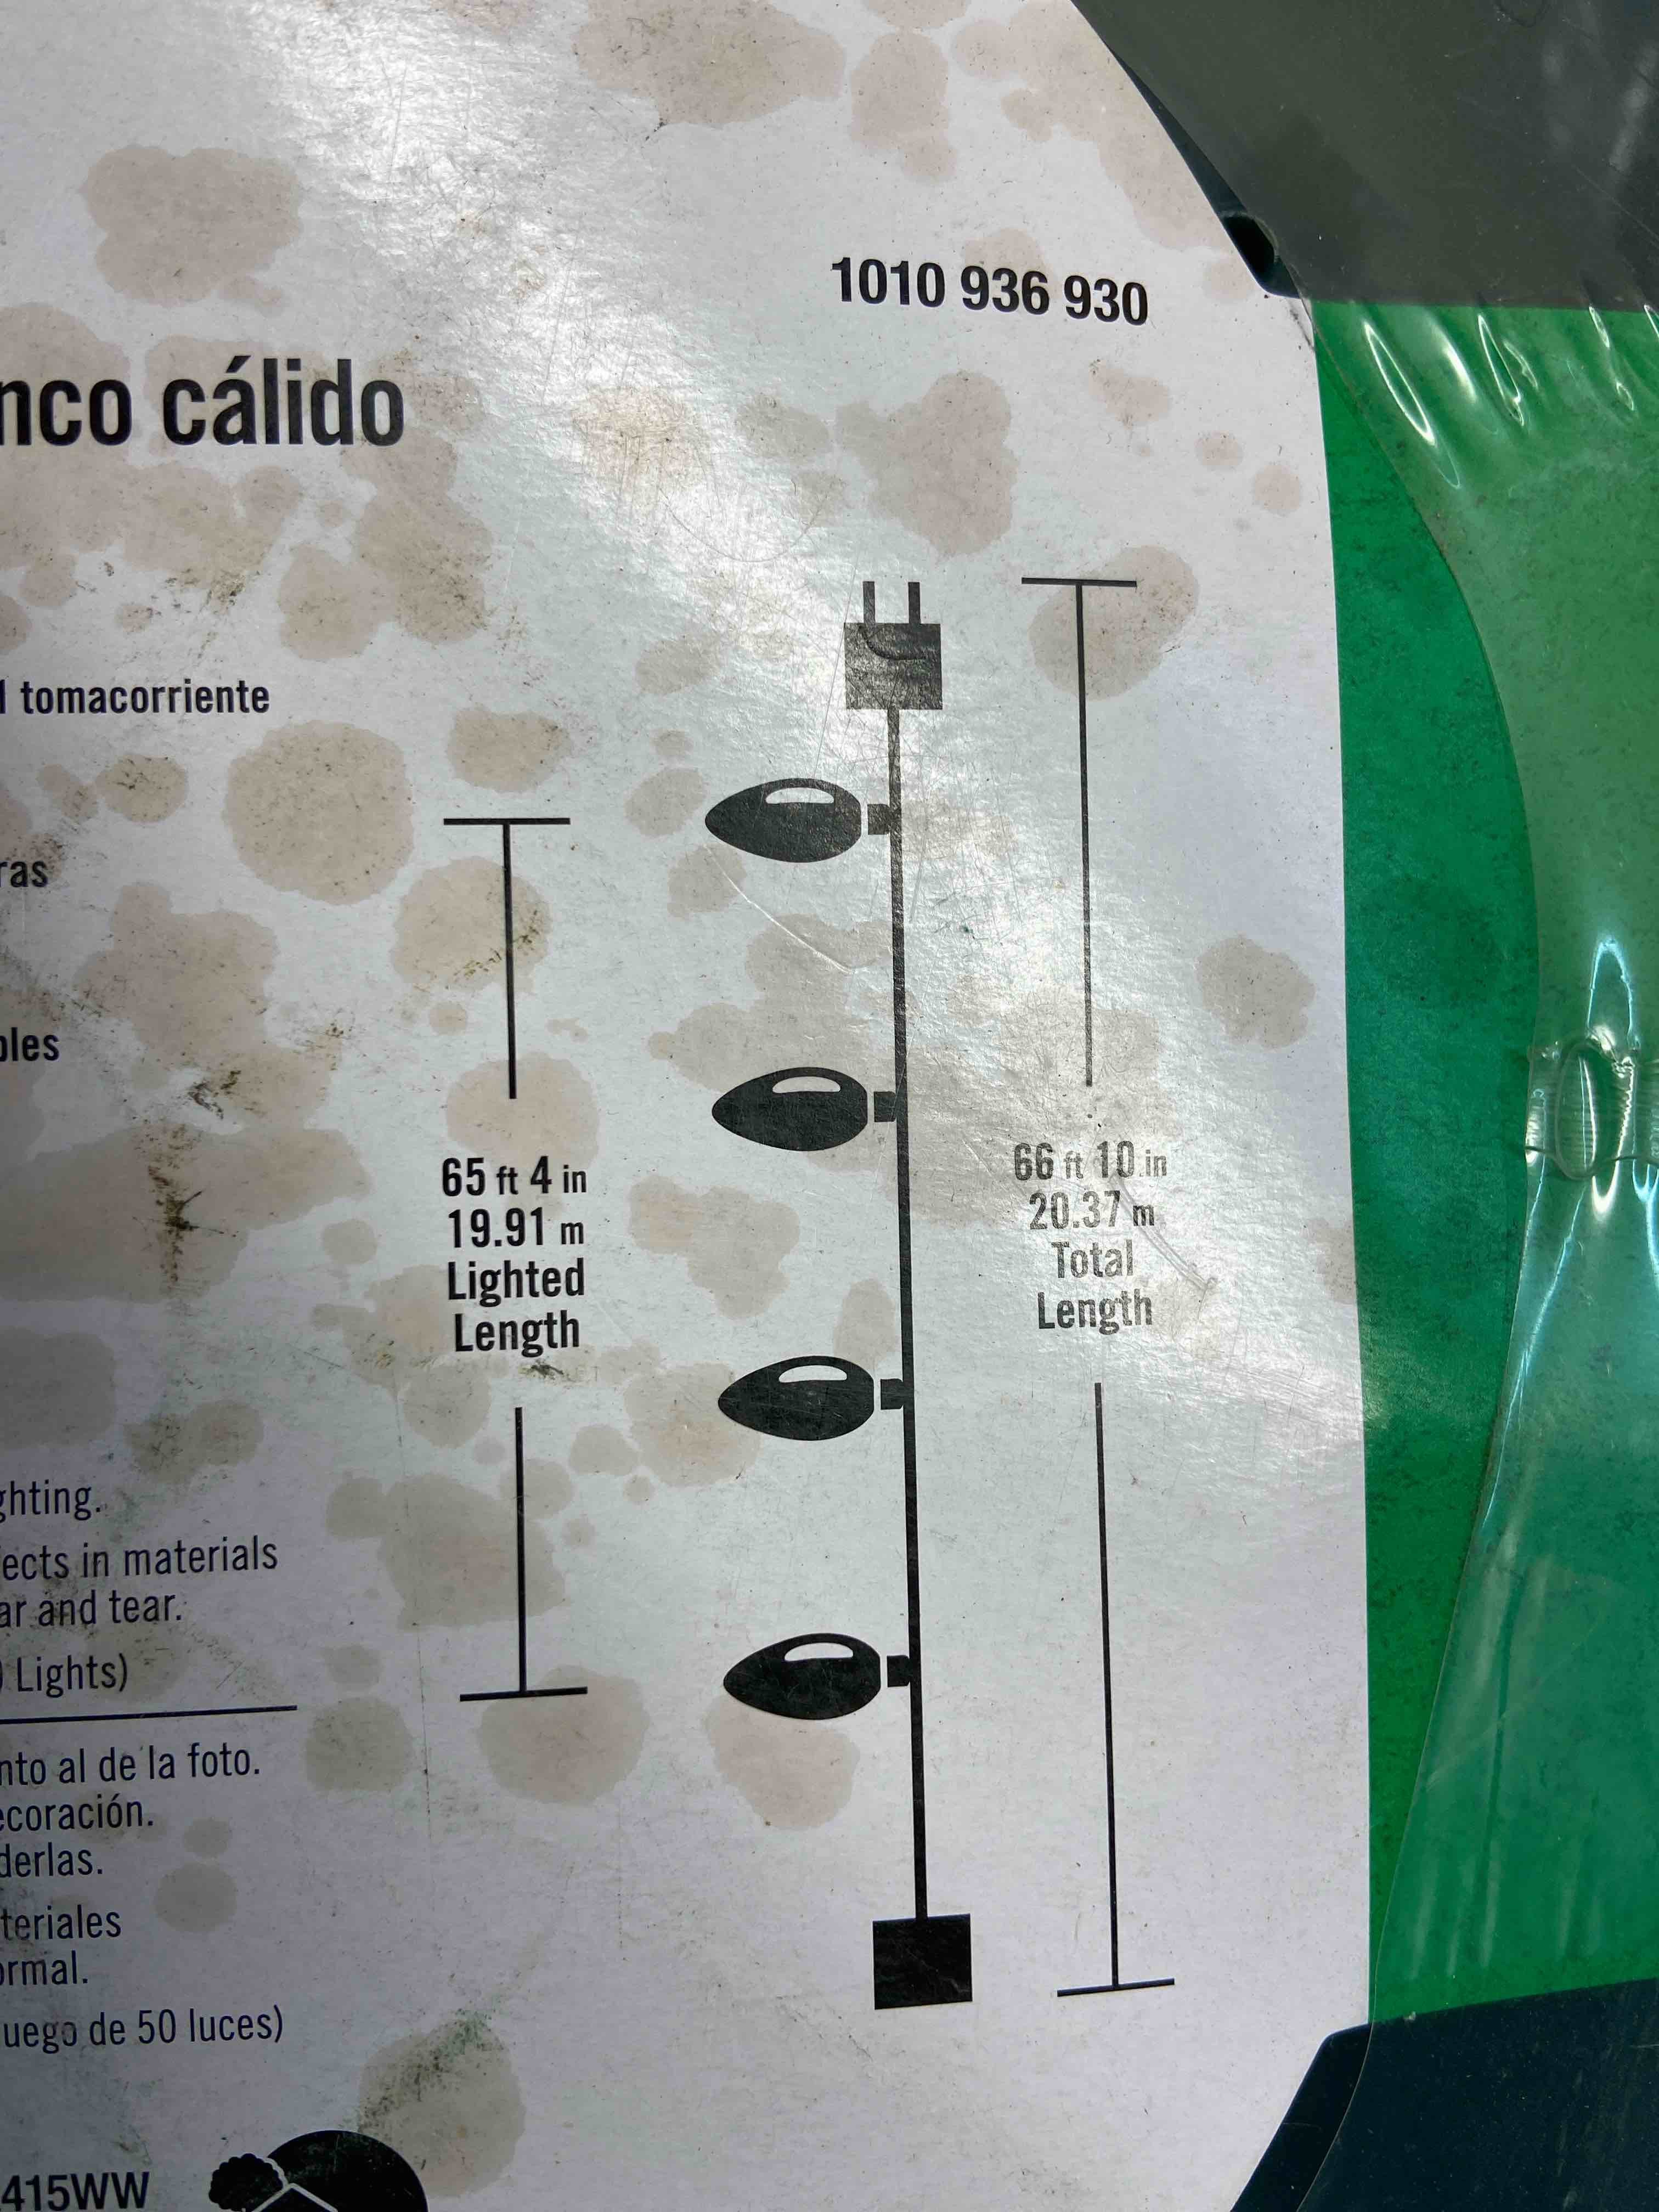 1010 936 930
nco cálido
tomacorriente
ras
bles
65 ft 4 in
19.91 m
Lighted
Length
66 ft 10 in
20.37 m
Total
Length
ghting.
ects in materials
ar and tear.
Lights)
nto al de la foto.
ecoración.
derlas.
teriales
ormal.
uego de 50 luces)
415WW